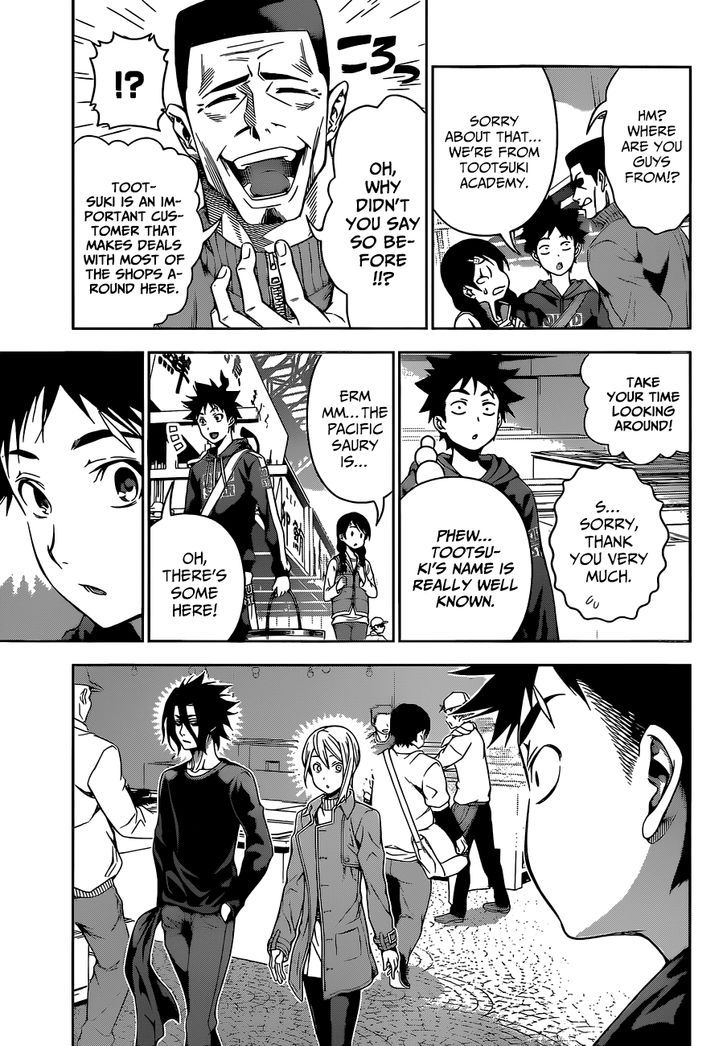 HM?
WHERE
ARE YOU
GUYS
FROM!?
SORRY
ABOUT THAT...
WE'RE FROM
TOOTSUKI
ACADEMY.
ころっ
OH,
WHY
DIDN'T
YOU SAY
SO BE-
FORE
!!?
!?
TOOT-
SUKI IS AN IM-
PORTANT CUS-
TOMER THAT
MAKES DEALS
WITH MOST OF
THE SHOPS A-
ROUND HERE.
TAKE
YOUR TIME
LOOKING
AROUND!
S...
SORRY,
THANK
YOU VERY
MUCH.
PHEW...
TOOTSU-
KI'S NAME IS
REALLY WELL
KNOWN.
ERM
MM...THE
PACIFIC
SAURY
IS...
OH,
THERE'S
SOME
HERE!